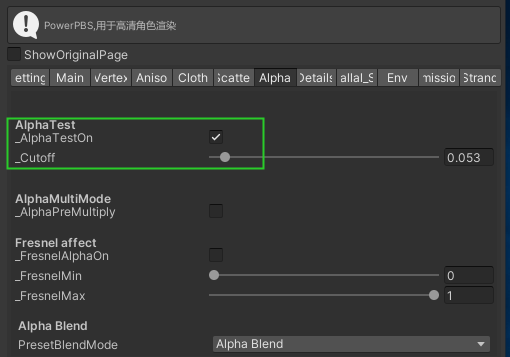 PowerPBS,用于高清角色渲染
ShowOriginalPage
etting Main Vertex Aniso Cloth Scatte Alpha Details allal_S Env missio Strand
AlphaTest
_AlphaTestOn
_Cutoff 0.053
AlphaMultiMode
_AlphaPreMultiply
Fresnel affect
_FresnelAlphaOn
_FresnelMin 0
_FresnelMax 1
Alpha Blend
PresetBlendMode Alpha Blend